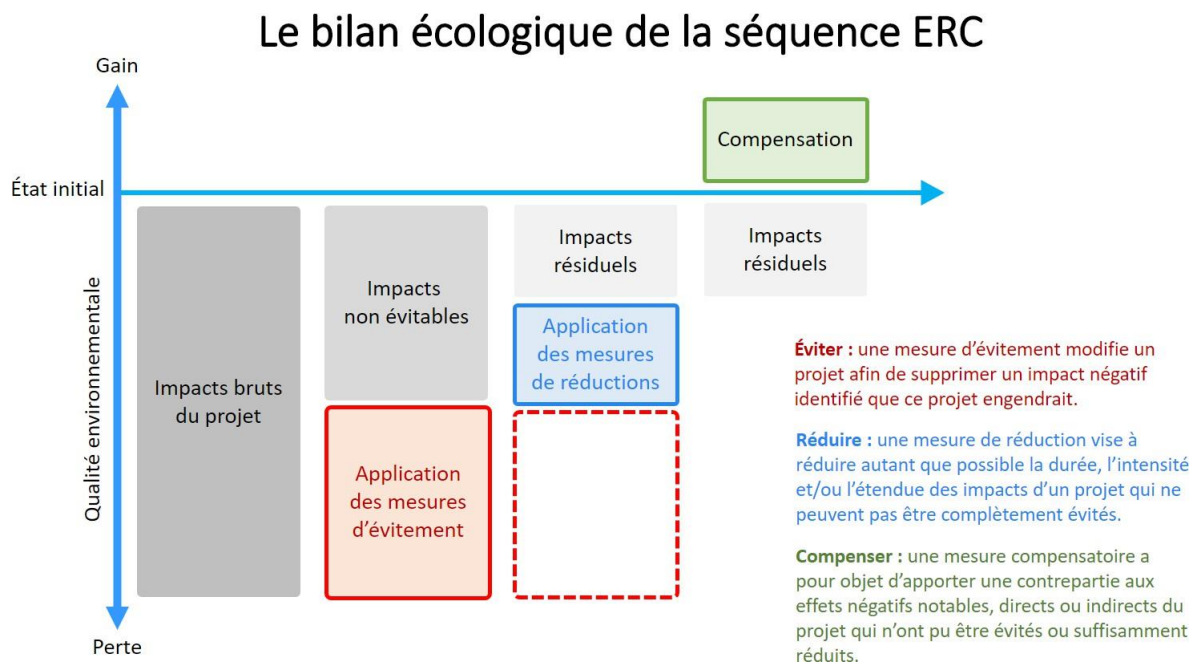 Le bilan écologique de la séquence ERC
Gain
État initial
Qualité environnementale
Perte
Impacts bruts
du projet
Impacts
non évitables
Application
des mesures
d'évitement
Impacts
résiduels
Application
des mesures
de réductions
Compensation
Impacts
résiduels
Éviter : une mesure d'évitement modifie un
projet afin de supprimer un impact négatif
identifié que ce projet engendrait.
Réduire : une mesure de réduction vise à
réduire autant que possible la durée, l'intensité
et/ou l'étendue des impacts d'un projet qui ne
peuvent pas être complètement évités.
Compenser : une mesure compensatoire a
pour objet d'apporter une contrepartie aux
effets négatifs notables, directs ou indirects du
projet qui n'ont pu être évités ou suffisamment
réduits.